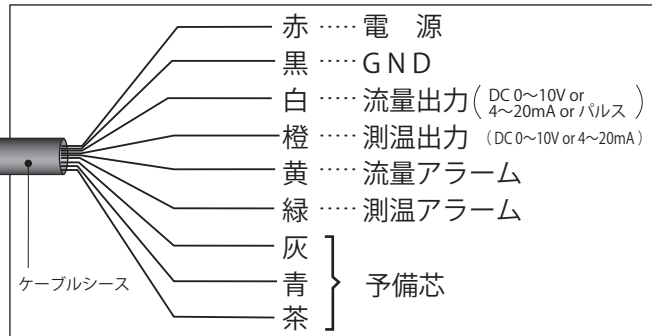 赤 ····· 電 源
黒 ····· GND
白 ····· 流量出力 ( DC 0〜10V or 4〜20mA or パルス )
橙 ····· 測温出力 (DC 0〜10V or 4〜20mA)
黄 ····· 流量アラーム
緑 ····· 測温アラーム
灰
青 予備芯
茶
ケーブルシース